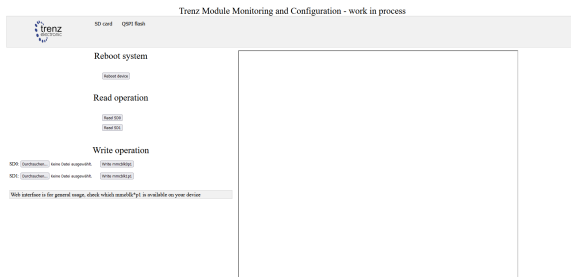 Trenz Module Monitoring and Configuration - work in process
trenz
electronic
SD card QSPI flash
Reboot system
Reboot device
Read operation
Read SD0
Read SD1
Write operation
SD0: Durchsuchen... keine Datei ausgewählt. Write mmcblk0p1
SD1: Durchsuchen... keine Datei ausgewählt. Write mmcblk1p1
Web interface is for general usage, check which mmcblk*p1 is available on your device